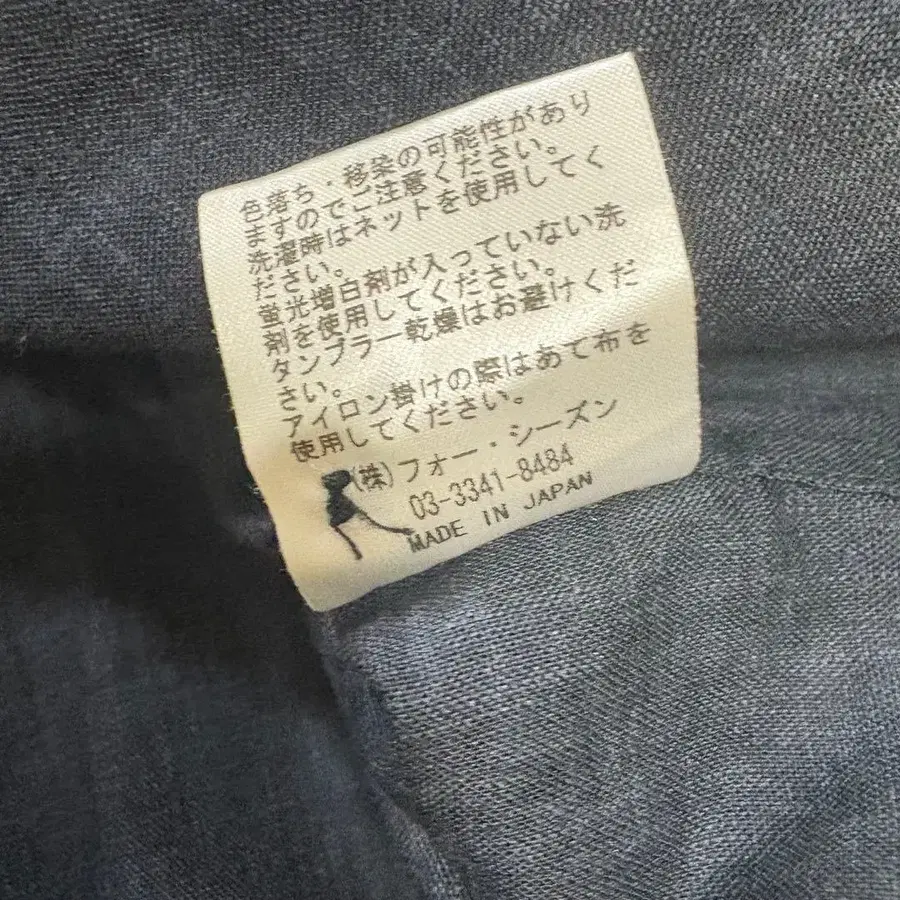 色落ち・移染の可能性があり
ますのでご注意ください。
洗濯時はネットを使用してく
ださい。
蛍光増白剤が入っていない洗
剤を使用してください。
タンブラー乾燥はお避けくだ
さい。
アイロン掛けの際はあて布を
使用してください。
(株)フォー・シーズン
03-3341-8484
MADE IN JAPAN